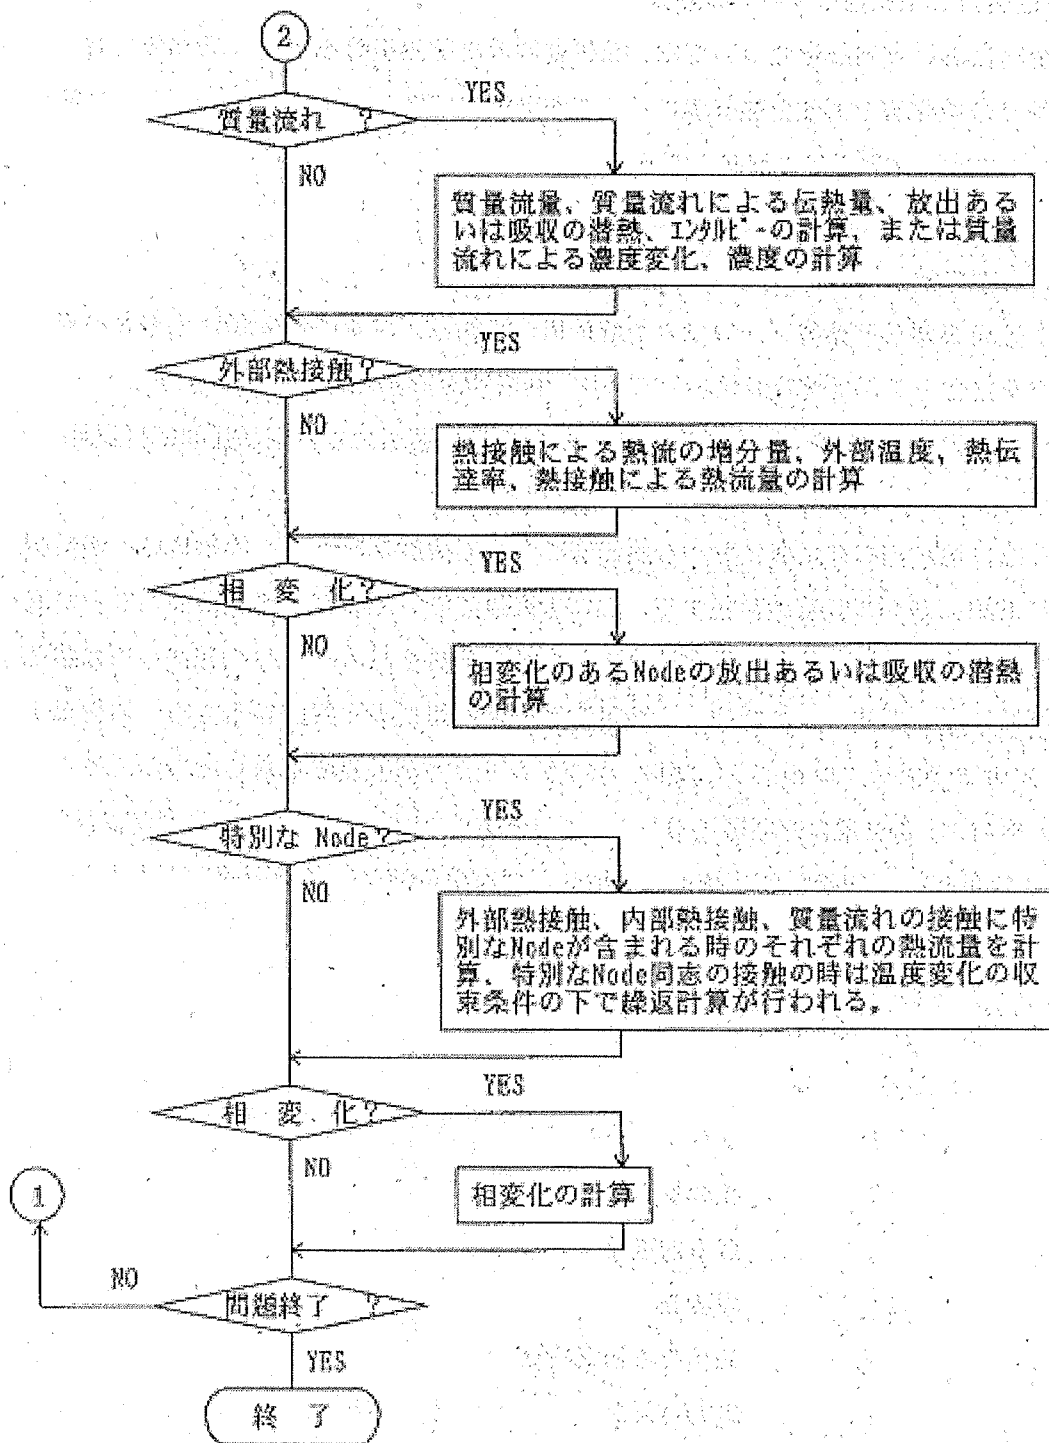 2
質量流れ ?
YES
NO
質量流量、質量流れによる伝熱量、放出ある
いは吸収の潜熱、エンタルピーの計算, または質量
流れによる濃度変化、濃度の計算
外部熱接触?
YES
NO
熱接触による熱流の増分量、外部温度, 熱伝
達率、熱接触による熱流量の計算
相 変 化?
YES
NO
相変化のあるNodeの放出あるいは吸収の潜熱
の計算
特別な Node?
YES
NO
外部熱接触、内部熱接触、質量流れの接触に特
別なNodeが含まれる時のそれぞれの熱流量を計
算、特別なNode同志の接触の時は温度変化の収
束条件の下で繰返計算が行われる。
相 変 化?
YES
NO
相変化の計算
1
NO
問題終了 ?
YES
終 了